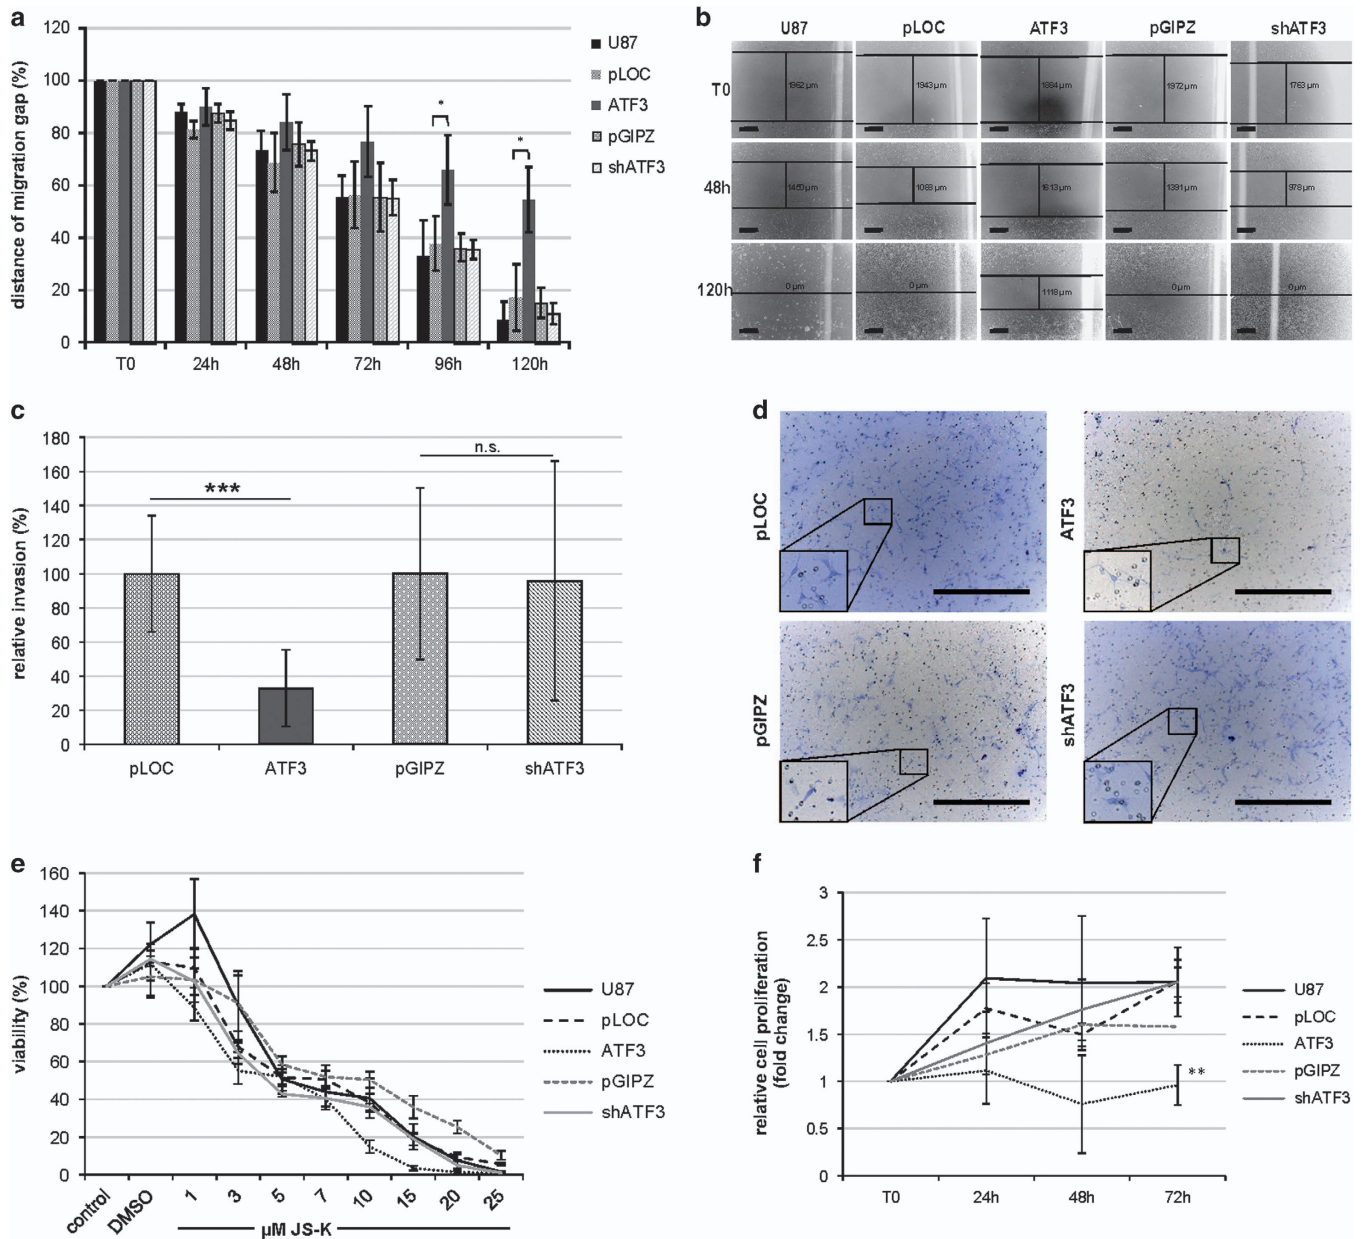 a
distance of migration gap (%)
120
100
80
60
40
20
0
T0 24h 48h 72h 96h 120h
* *
U87
pLOC
ATF3
pGIPZ
shATF3
b
U87 pLOC ATF3 pGIPZ shATF3
T0 1962 µm 1943 µm 1884 µm 1972 µm 1763 µm
48h 1459 µm 1088 µm 1613 µm 1391 µm 978 µm
120h 0 µm 0 µm 1118 µm 0 µm 0 µm
c
relative invasion (%)
180
160
140
120
100
80
60
40
20
0
*** n.s.
pLOC ATF3 pGIPZ shATF3
d
pLOC ATF3
pGIPZ shATF3
e
viability (%)
160
140
120
100
80
60
40
20
0
control DMSO 1 3 5 7 10 15 20 25
µM JS-K
U87
pLOC
ATF3
pGIPZ
shATF3
f
relative cell proliferation
(fold change)
3
2.5
2
1.5
1
0.5
0
T0 24h 48h 72h
**
U87
pLOC
ATF3
pGIPZ
shATF3